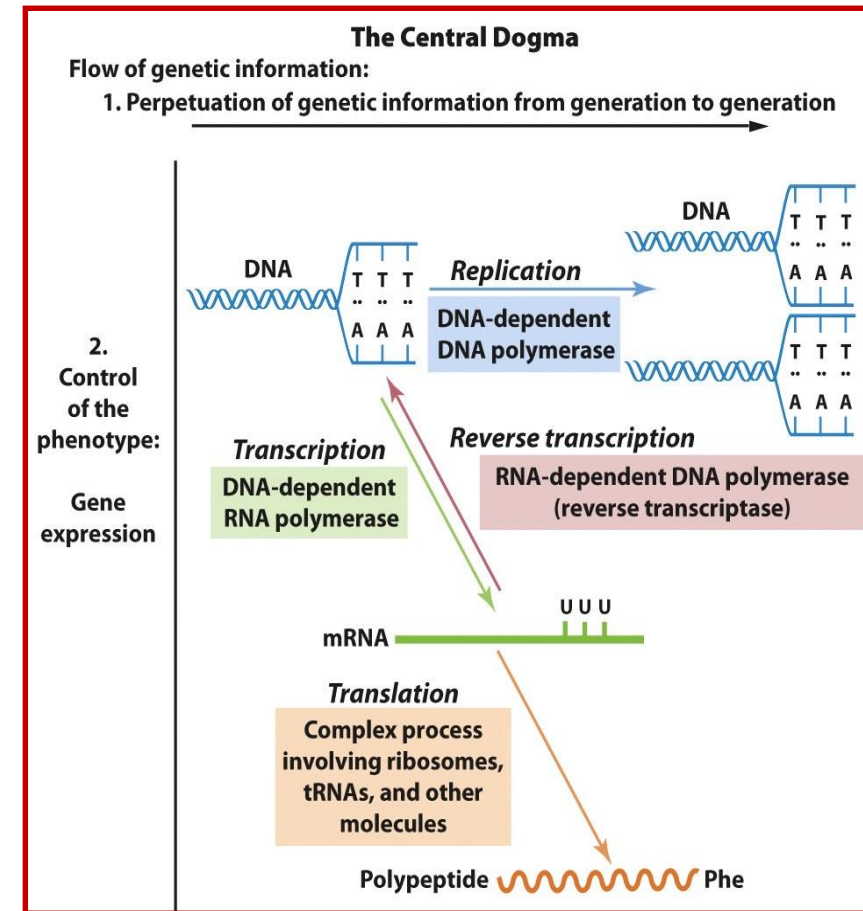 The Central Dogma
Flow of genetic information:
1. Perpetuation of genetic information from generation to generation
DNA
T T T
A A A
Replication
DNA-dependent
DNA polymerase
DNA
T T T
A A A
T T T
A A A
2.
Control
of the
phenotype:
Gene
expression
Transcription
DNA-dependent
RNA polymerase
Reverse transcription
RNA-dependent DNA polymerase
(reverse transcriptase)
U U U
mRNA
Translation
Complex process
involving ribosomes,
tRNAs, and other
molecules
Polypeptide Phe